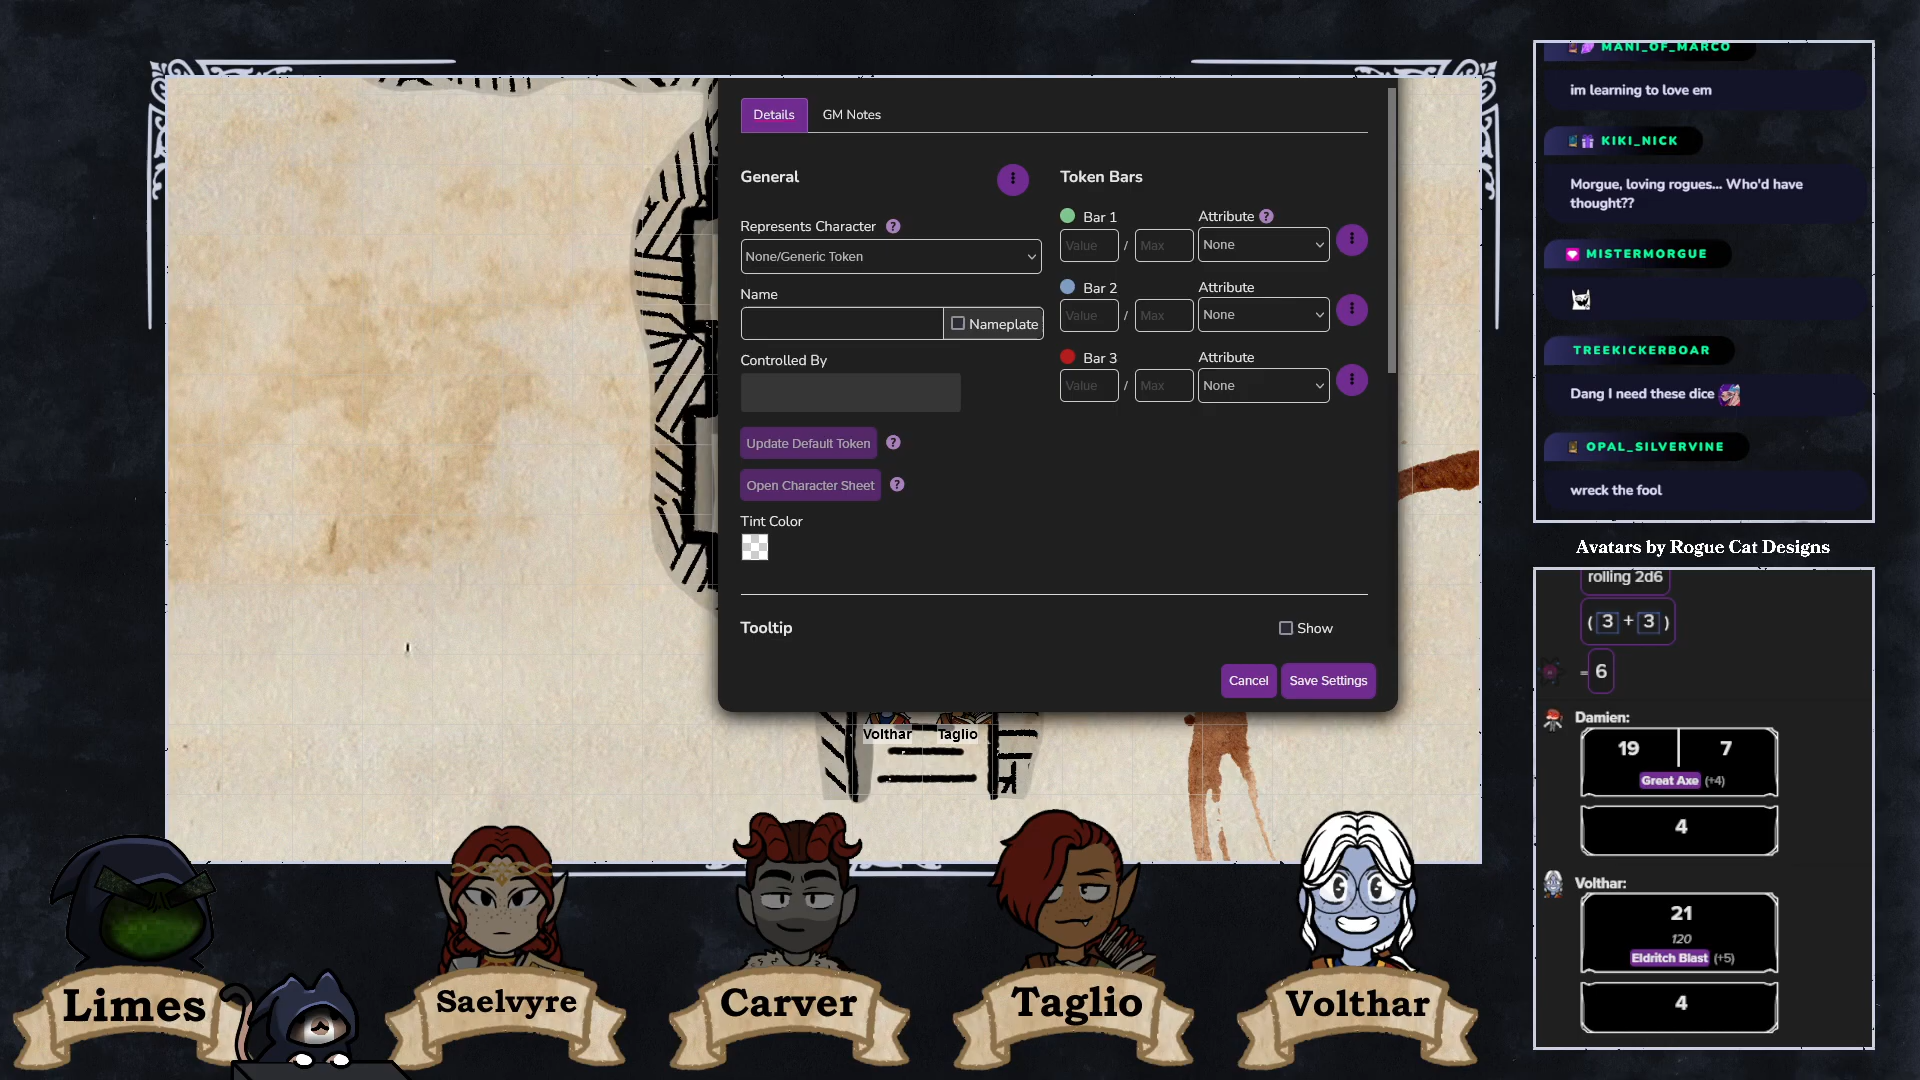 Details
GM Notes
General
Represents Character ?
None/Generic Token
Name
Nameplate
Controlled By
Update Default Token ?
Open Character Sheet ?
Tint Color
Token Bars
Bar 1
Attribute ?
Value / Max
None
Bar 2
Attribute
Value / Max
None
Bar 3
Attribute
Value / Max
None
Tooltip
Show
Cancel
Save Settings
Volthar
Taglio
Limes
Saelvyre
Carver
Taglio
Volthar
MANI_OF_MARCO
im learning to love em
KIKI_NICK
Morgue, loving rogues... Who'd have
thought??
MISTERMORGUE
TREEKICKERBOAR
Dang I need these dice
OPAL_SILVERVINE
wreck the fool
Avatars by Rogue Cat Designs
rolling 2d6
( 3 + 3 )
= 6
Damien:
19 7
Great Axe (+4)
4
Volthar:
21
120
Eldritch Blast (+5)
4